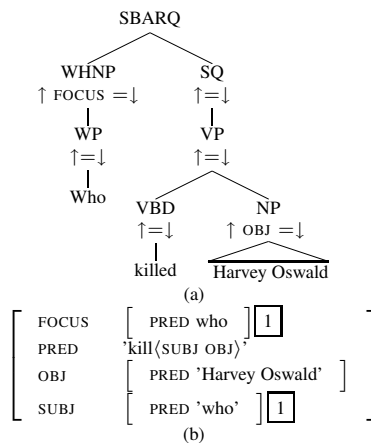 SBARQ
WHNP SQ
↑ FOCUS =↓ ↑=↓
WP VP
↑=↓ ↑=↓
Who
VBD NP
↑=↓ ↑ OBJ =↓
killed Harvey Oswald
(a)
FOCUS [ PRED who ] 1
PRED 'kill⟨SUBJ OBJ⟩'
OBJ [ PRED 'Harvey Oswald' ]
SUBJ [ PRED 'who' ] 1
(b)